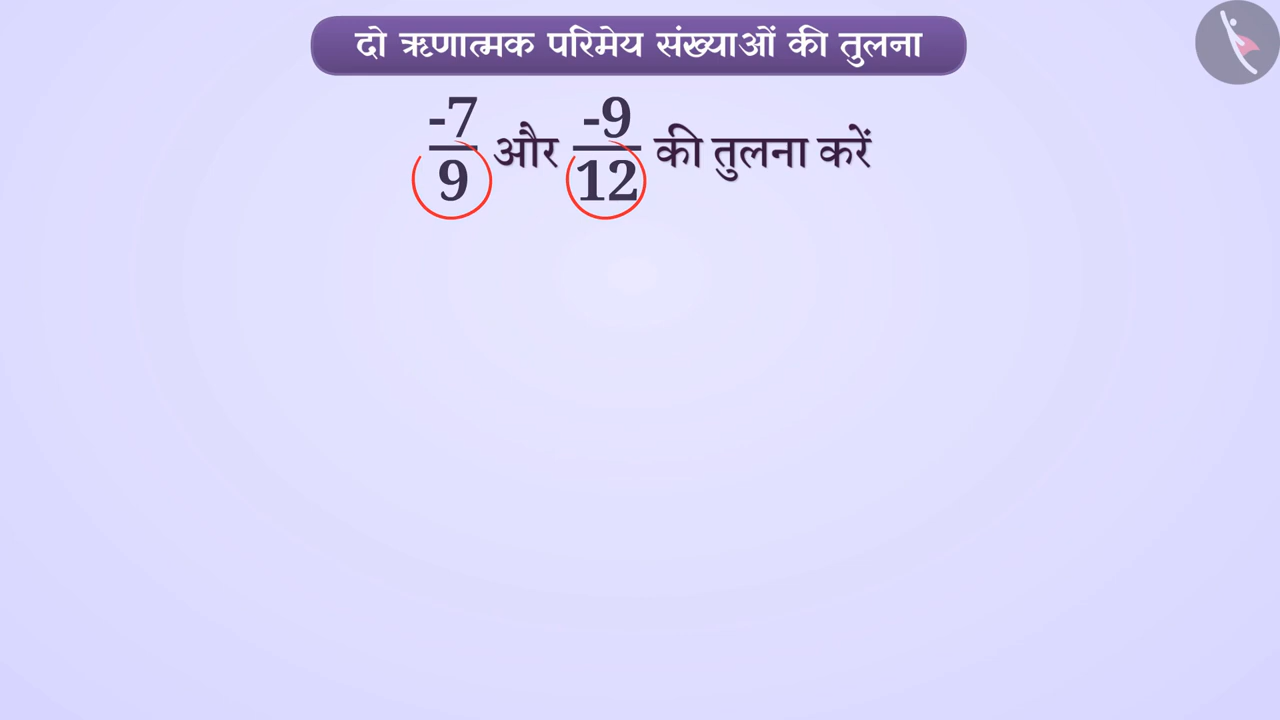 दो ऋणात्मक परिमेय संख्याओं की तुलना
-7/9 और -9/12 की तुलना करें